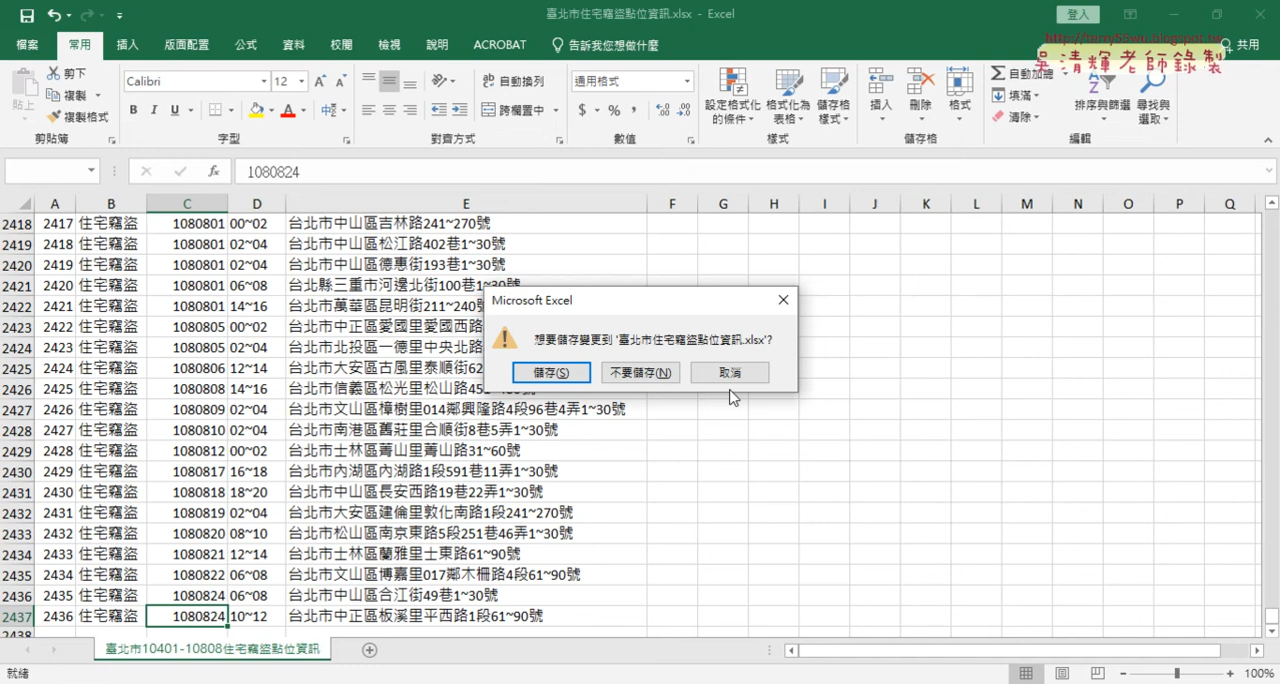 臺北市住宅竊盜點位資訊.xlsx - Excel
登入
http://terry55wu.blogspot.tw
檔案 常用 插入 版面配置 公式 資料 校閱 檢視 說明 ACROBAT 告訴我您想做什麼 共用
吳清輝老師錄製
貼上 剪下 複製 複製格式 剪貼簿
Calibri 12 A A B I U A 中 字型
自動換列 跨欄置中 對齊方式
通用格式 $ % , 數值
設定格式化的條件 格式化為表格 儲存格樣式 樣式
插入 刪除 格式 儲存格
自動加總 填滿 清除 排序與篩選 尋找與選取 編輯
fx 1080824
A B C D E F G H I J K L M N O P Q
2418 2417 住宅竊盜 1080801 00~02 台北市中山區吉林路241~270號
2419 2418 住宅竊盜 1080801 02~04 台北市中山區松江路402巷1~30號
2420 2419 住宅竊盜 1080801 02~04 台北市中山區德惠街193巷1~30號
2421 2420 住宅竊盜 1080801 06~08 台北縣三重市河邊北街100巷1~30號
2422 2421 住宅竊盜 1080801 14~16 台北市萬華區昆明街211~240號
2423 2422 住宅竊盜 1080805 00~02 台北市中正區愛國里愛國西路
2424 2423 住宅竊盜 1080805 02~04 台北市北投區一德里中央北路
2425 2424 住宅竊盜 1080806 12~14 台北市大安區古風里泰順街62
2426 2425 住宅竊盜 1080808 14~16 台北市信義區松光里松山路45
2427 2426 住宅竊盜 1080809 02~04 台北市文山區樟樹里014鄰興隆路4段96巷4弄1~30號
2428 2427 住宅竊盜 1080810 02~04 台北市南港區舊莊里合順街8巷5弄1~30號
2429 2428 住宅竊盜 1080812 00~02 台北市士林區菁山里菁山路31~60號
2430 2429 住宅竊盜 1080817 16~18 台北市內湖區內湖路1段591巷11弄1~30號
2431 2430 住宅竊盜 1080818 18~20 台北市中山區長安西路19巷22弄1~30號
2432 2431 住宅竊盜 1080819 02~04 台北市大安區建倫里敦化南路1段241~270號
2433 2432 住宅竊盜 1080820 08~10 台北市松山區南京東路5段251巷46弄1~30號
2434 2433 住宅竊盜 1080821 12~14 台北市士林區蘭雅里士東路61~90號
2435 2434 住宅竊盜 1080822 06~08 台北市文山區博嘉里017鄰木柵路4段61~90號
2436 2435 住宅竊盜 1080824 06~08 台北市中山區合江街49巷1~30號
2437 2436 住宅竊盜 1080824 10~12 台北市中正區板溪里平西路1段61~90號
2438
Microsoft Excel
想要儲存變更到 '臺北市住宅竊盜點位資訊.xlsx'?
儲存(S) 不要儲存(N) 取消
臺北市10401-10808住宅竊盜點位資訊
就緒 100%